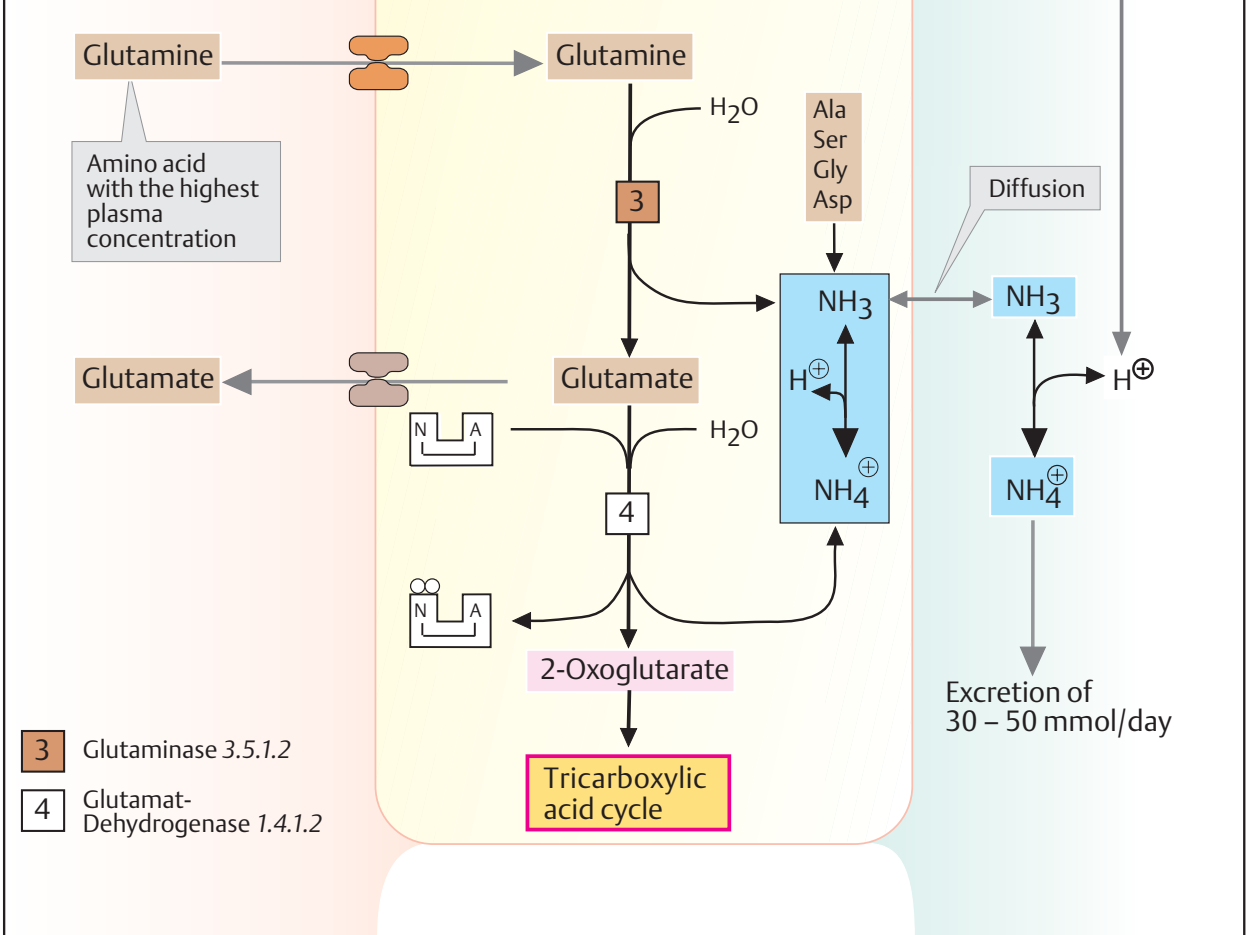 Glutamine
Glutamine
H2O
Amino acid
with the highest
plasma
concentration
Ala
Ser
Gly
Asp
3
Diffusion
NH3
NH3
Glutamate
Glutamate
H⊕
H⊕
N A
H2O
NH4⊕
NH4⊕
4
N A
2-Oxoglutarate
Excretion of
30 – 50 mmol/day
3 Glutaminase 3.5.1.2
4 Glutamat-
Dehydrogenase 1.4.1.2
Tricarboxylic
acid cycle